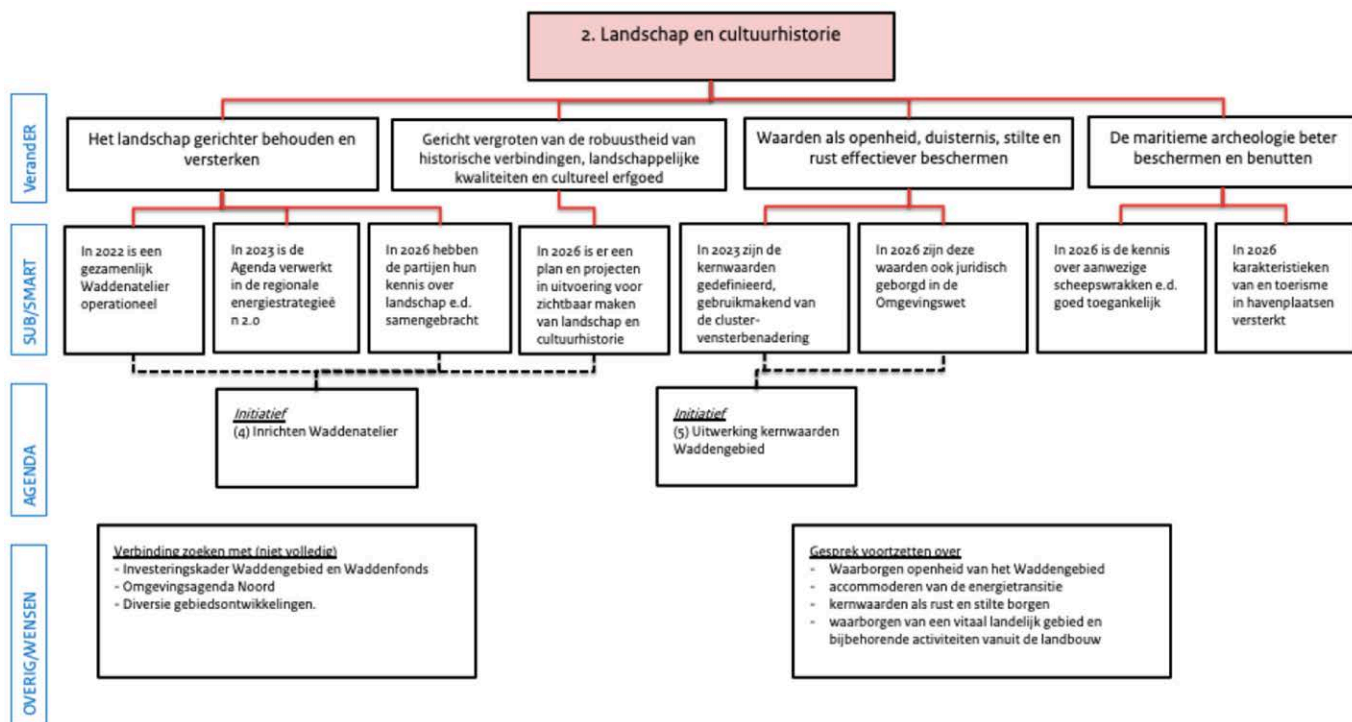 2. Landschap en cultuurhistorie
VerandER
Het landschap gerichter behouden en
versterken
Gericht vergroten van de robuustheid van
historische verbindingen, landschappelijke
kwaliteiten en cultureel erfgoed
Waarden als openheid, duisternis, stilte en
rust effectiever beschermen
De maritieme archeologie beter
beschermen en benutten
SUB/SMART
In 2022 is een
gezamenlijk
Waddenatelier
operationeel
In 2023 is de
Agenda verwerkt
in de regionale
energiestrategieë
n 2.0
In 2026 hebben
de partijen hun
kennis over
landschap e.d.
samengebracht
In 2026 is er een
plan en projecten
in uitvoering voor
zichtbaar maken
van landschap en
cultuurhistorie
In 2023 zijn de
kernwaarden
gedefinieerd,
gebruikmakend van
de cluster-
vensterbenadering
In 2026 zijn deze
waarden ook juridisch
geborgd in de
Omgevingswet
In 2026 is de kennis
over aanwezige
scheepswrakken e.d.
goed toegankelijk
In 2026
karakteristieken
van en toerisme
in havenplaatsen
versterkt
AGENDA
Initiatief
(4) Inrichten Waddenatelier
Initiatief
(5) Uitwerking kernwaarden
Waddengebied
OVERIG/WENSEN
Verbinding zoeken met (niet volledig)
- Investeringskader Waddengebied en Waddenfonds
- Omgevingsagenda Noord
- Diversie gebiedsontwikkelingen.
Gesprek voortzetten over
- Waarborgen openheid van het Waddengebied
- accommoderen van de energietransitie
- kernwaarden als rust en stilte borgen
- waarborgen van een vitaal landelijk gebied en
bijbehorende activiteiten vanuit de landbouw